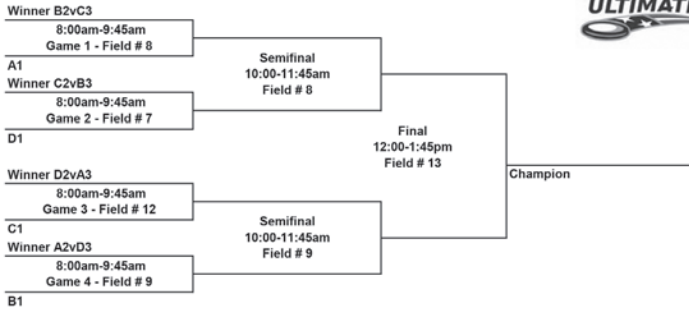 ULTIMATE
Winner B2vC3
8:00am-9:45am
Game 1 - Field # 8
A1
Winner C2vB3
8:00am-9:45am
Game 2 - Field # 7
D1
Semifinal
10:00-11:45am
Field # 8
Final
12:00-1:45pm
Field # 13
Champion
Winner D2vA3
8:00am-9:45am
Game 3 - Field # 12
C1
Winner A2vD3
8:00am-9:45am
Game 4 - Field # 9
B1
Semifinal
10:00-11:45am
Field # 9